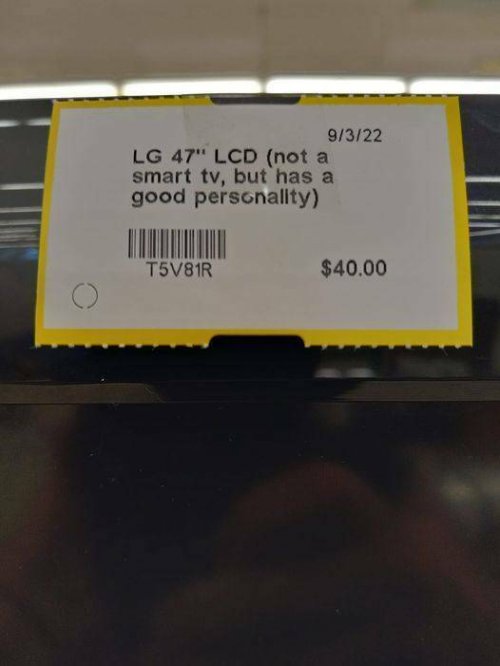 9/3/22
LG 47" LCD (not a
smart tv, but has a
good personality)
T5V81R
$40.00